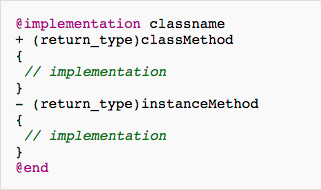 @implementation classname
+ (return_type)classMethod
{
 // implementation
}
- (return_type)instanceMethod
{
 // implementation
}
@end